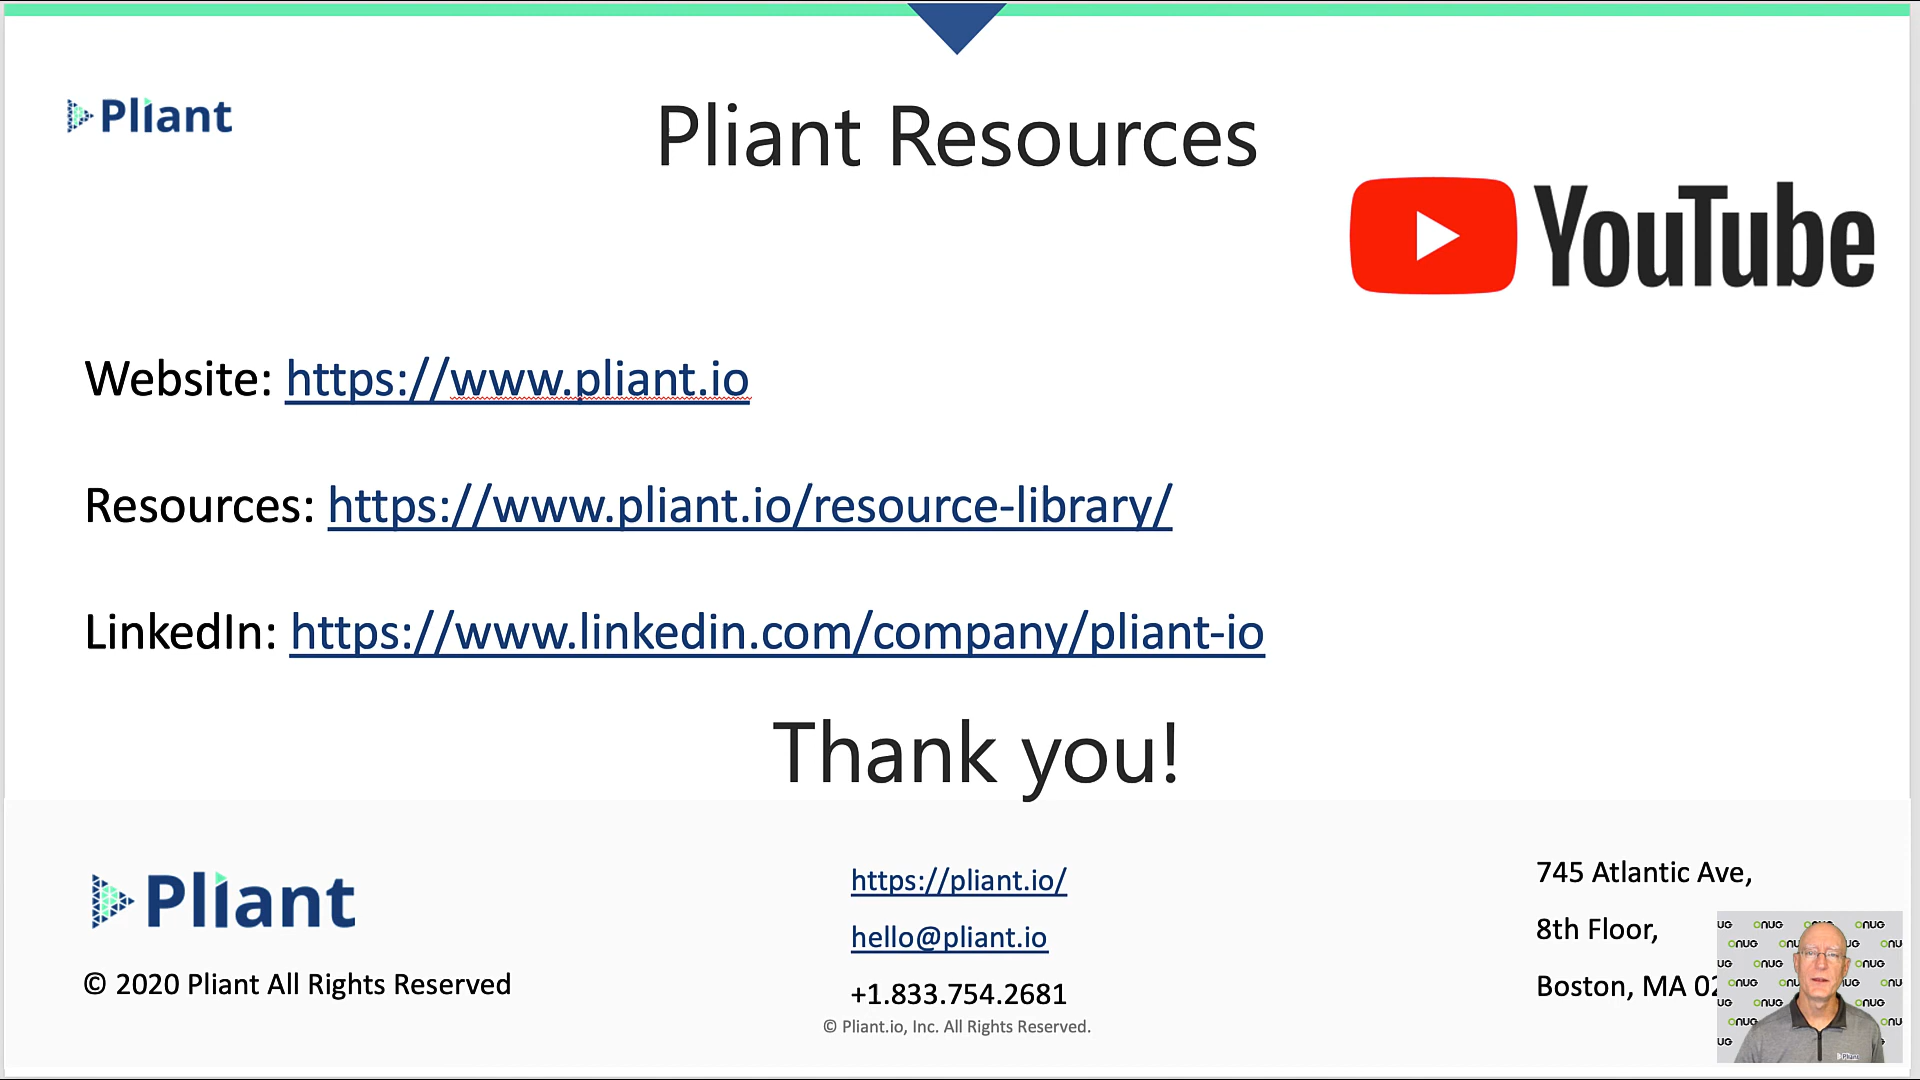 Pliant
Pliant Resources
YouTube
Website: https://www.pliant.io
Resources: https://www.pliant.io/resource-library/
LinkedIn: https://www.linkedin.com/company/pliant-io
Thank you!
Pliant
© 2020 Pliant All Rights Reserved
https://pliant.io/
hello@pliant.io
+1.833.754.2681
© Pliant.io, Inc. All Rights Reserved.
745 Atlantic Ave,
8th Floor,
Boston, MA
onug
Pliant